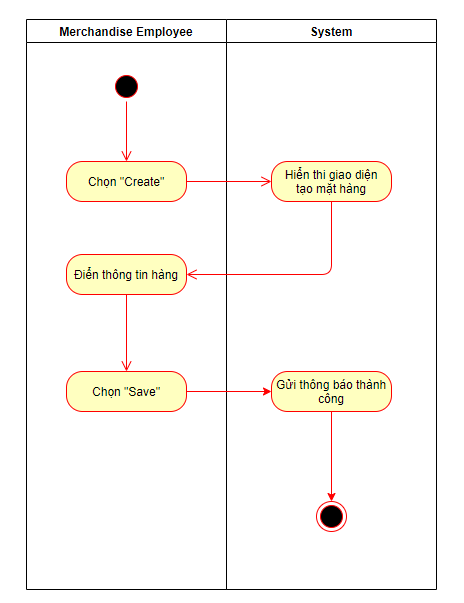 Merchandise Employee
System
Chọn "Create"
Hiển thi giao diện
tạo mặt hàng
Điển thông tin hàng
Chọn "Save"
Gửi thông báo thành
công